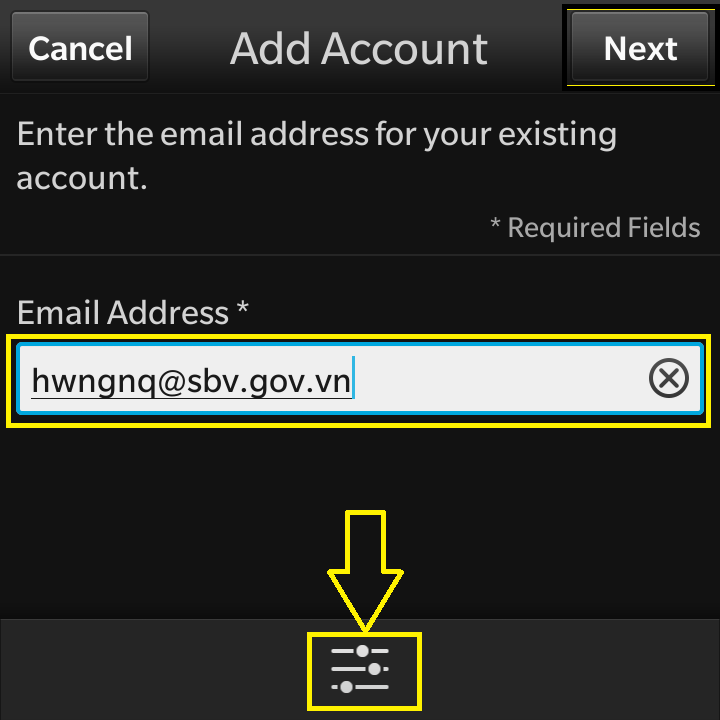 Cancel
Add Account
Next
Enter the email address for your existing
account.
* Required Fields
Email Address *
hwngnq@sbv.gov.vn